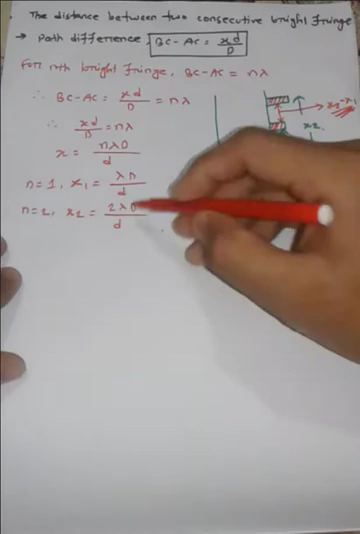 . The distance between two consecutive bright fringe
→ Path difference, BC-AC = xd/D
For nth bright fringe, BC-AC = nλ
∴ BC-AC = xd/D = nλ
∴ xd/D = nλ
x = nλD/d
n=1, x₁ = λD/d
n=2, x₂ = 2λD/d
x₂